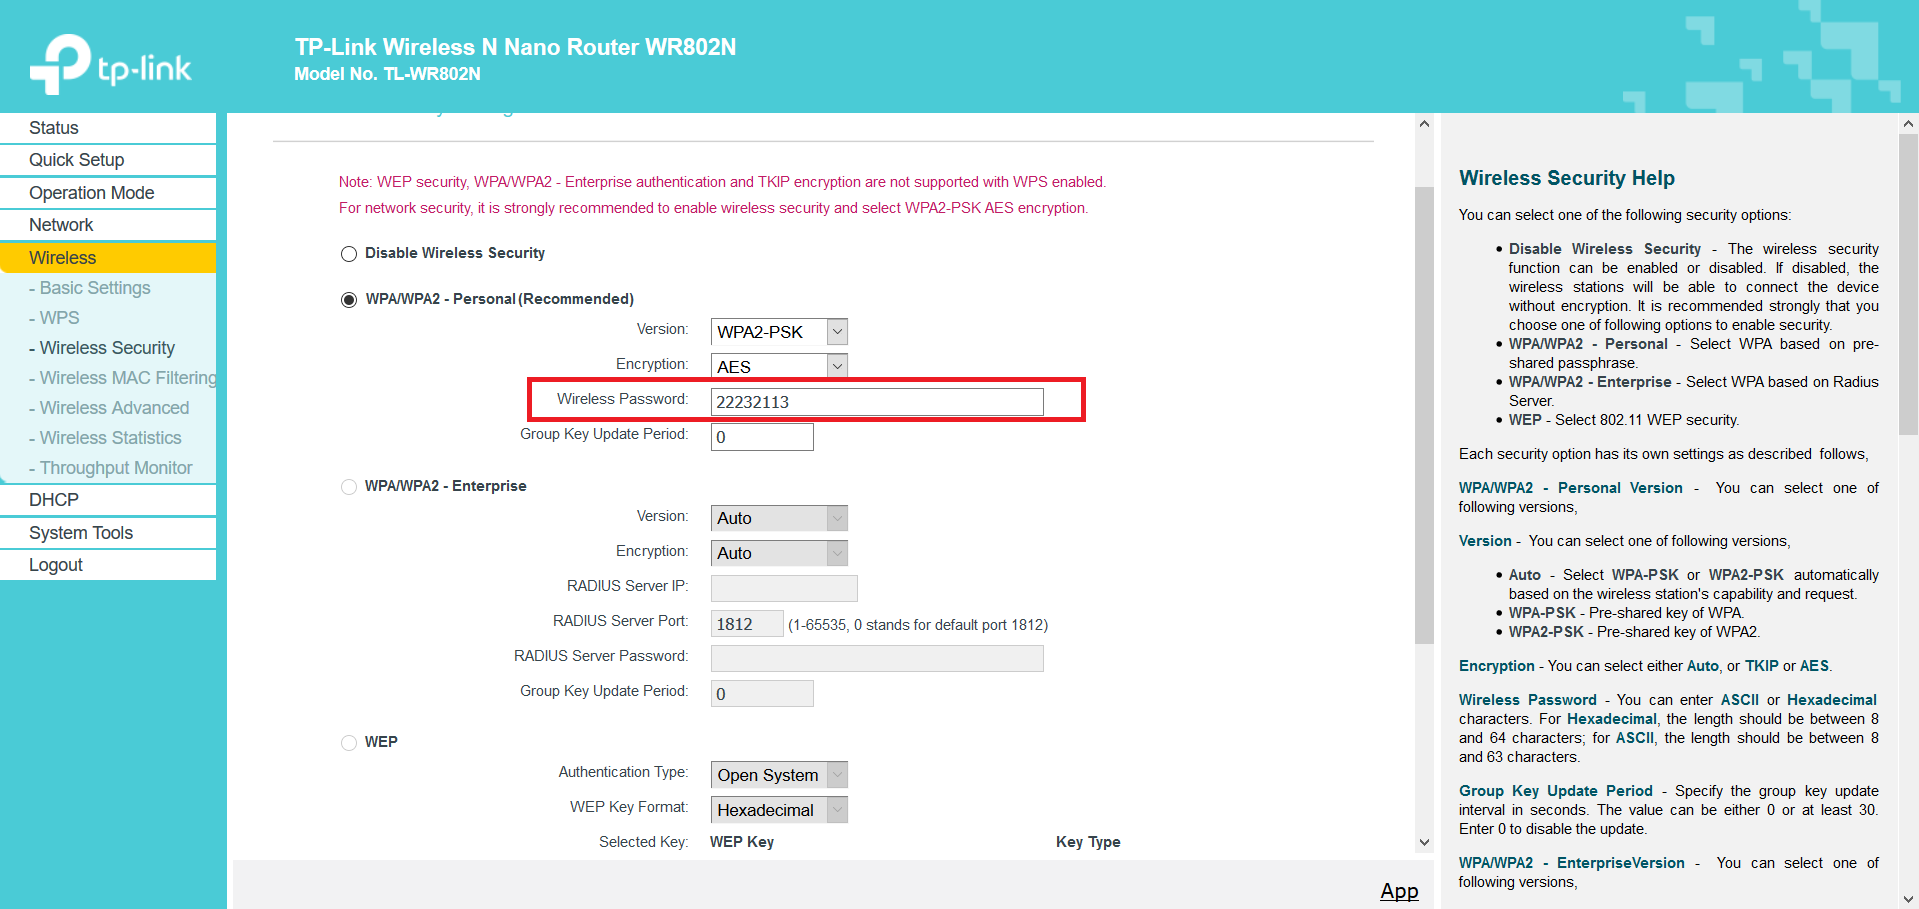 tp-link
TP-Link Wireless N Nano Router WR802N
Model No. TL-WR802N
Status
Quick Setup
Operation Mode
Network
Wireless
- Basic Settings
- WPS
- Wireless Security
- Wireless MAC Filtering
- Wireless Advanced
- Wireless Statistics
- Throughput Monitor
DHCP
System Tools
Logout
Note: WEP security, WPA/WPA2 - Enterprise authentication and TKIP encryption are not supported with WPS enabled.
For network security, it is strongly recommended to enable wireless security and select WPA2-PSK AES encryption.
Disable Wireless Security
WPA/WPA2 - Personal(Recommended)
Version: WPA2-PSK
Encryption: AES
Wireless Password: 22232113
Group Key Update Period: 0
WPA/WPA2 - Enterprise
Version: Auto
Encryption: Auto
RADIUS Server IP:
RADIUS Server Port: 1812 (1-65535, 0 stands for default port 1812)
RADIUS Server Password:
Group Key Update Period: 0
WEP
Authentication Type: Open System
WEP Key Format: Hexadecimal
Selected Key: WEP Key Key Type
App
Wireless Security Help
You can select one of the following security options:
• Disable Wireless Security - The wireless security
function can be enabled or disabled. If disabled, the
wireless stations will be able to connect the device
without encryption. It is recommended strongly that you
choose one of following options to enable security.
• WPA/WPA2 - Personal - Select WPA based on pre-
shared passphrase.
• WPA/WPA2 - Enterprise - Select WPA based on Radius
Server.
• WEP - Select 802.11 WEP security.
Each security option has its own settings as described follows,
WPA/WPA2 - Personal Version - You can select one of
following versions,
Version - You can select one of following versions,
• Auto - Select WPA-PSK or WPA2-PSK automatically
based on the wireless station's capability and request.
• WPA-PSK - Pre-shared key of WPA.
• WPA2-PSK - Pre-shared key of WPA2.
Encryption - You can select either Auto, or TKIP or AES.
Wireless Password - You can enter ASCII or Hexadecimal
characters. For Hexadecimal, the length should be between 8
and 64 characters; for ASCII, the length should be between 8
and 63 characters.
Group Key Update Period - Specify the group key update
interval in seconds. The value can be either 0 or at least 30.
Enter 0 to disable the update.
WPA/WPA2 - EnterpriseVersion - You can select one of
following versions,